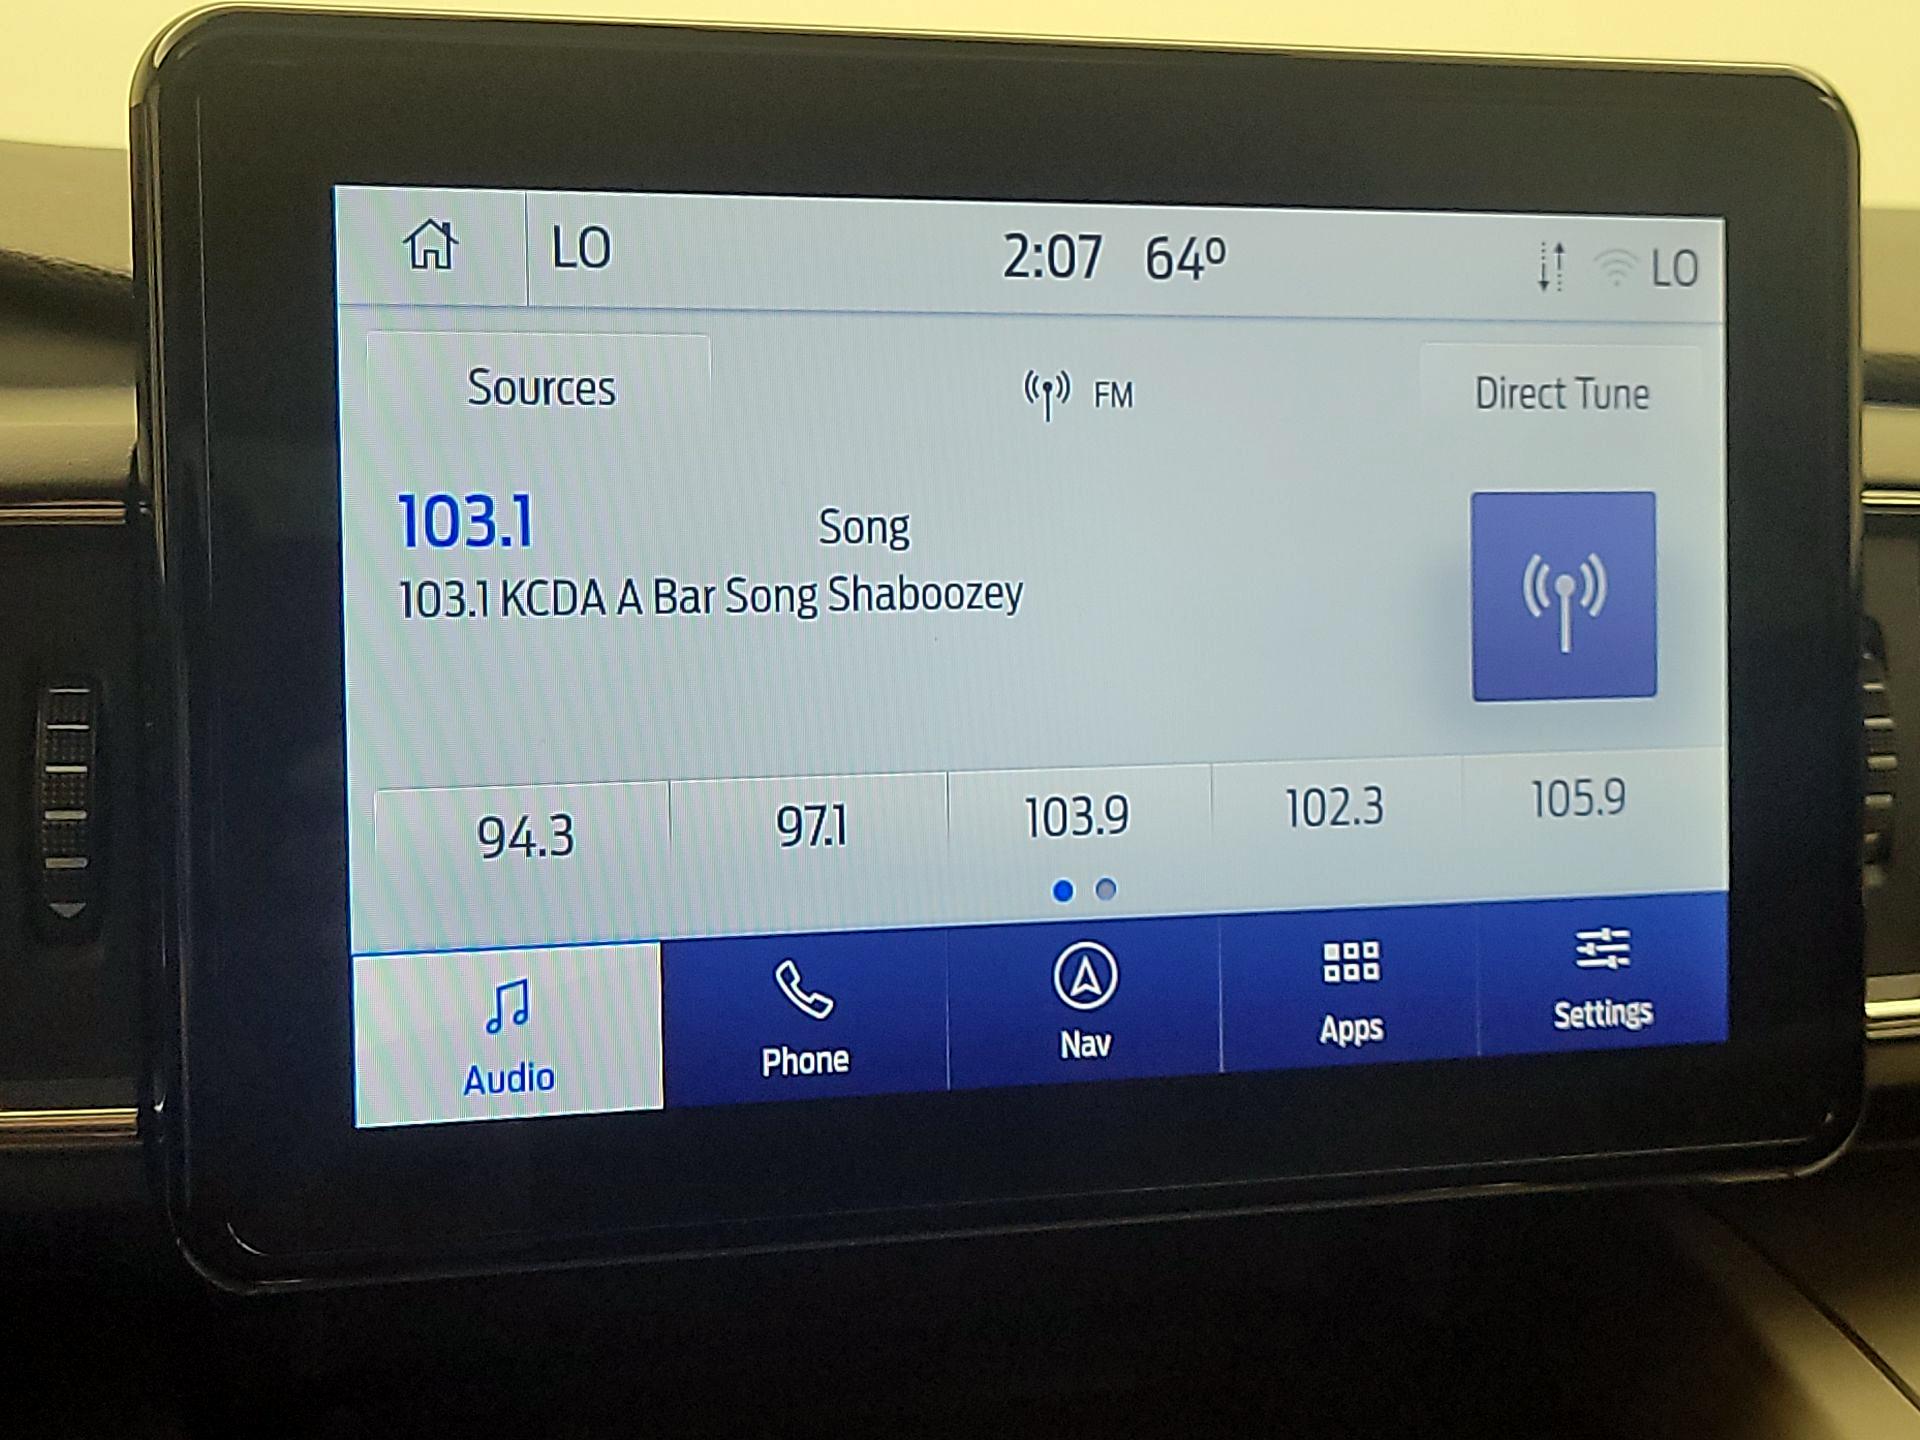 LO 2:07 64º LO
Sources FM Direct Tune
103.1 Song
103.1 KCDA A Bar Song Shaboozey
94.3 97.1 103.9 102.3 105.9
Audio Phone Nav Apps Settings